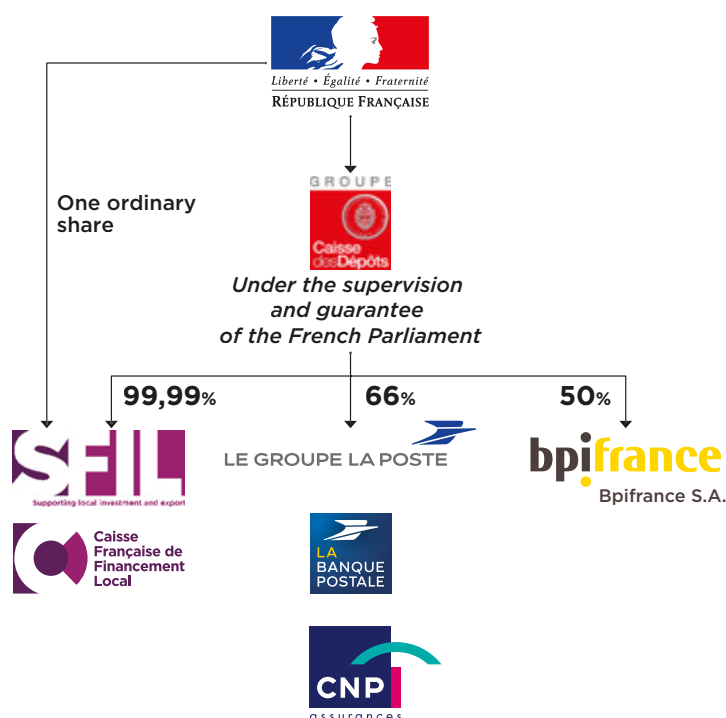 Liberté • Égalité • Fraternité
RÉPUBLIQUE FRANÇAISE
GROUPE
Caisse
desDépôts
One ordinary
share
Under the supervision
and guarantee
of the French Parliament
99,99%
66%
50%
SFIL
Supporting local investment and export
LE GROUPE LA POSTE
bpifrance
Bpifrance S.A.
Caisse
Française de
Financement
Local
LA
BANQUE
POSTALE
CNP
assurances